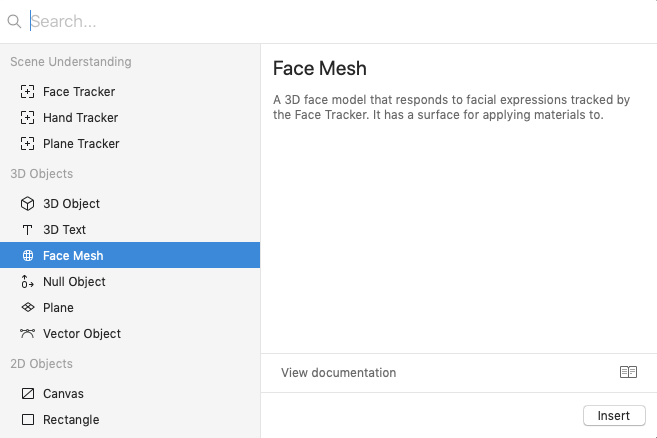 Search...
Scene Understanding
Face Tracker
Hand Tracker
Plane Tracker
3D Objects
3D Object
3D Text
Face Mesh
Null Object
Plane
Vector Object
2D Objects
Canvas
Rectangle
Face Mesh
A 3D face model that responds to facial expressions tracked by
the Face Tracker. It has a surface for applying materials to.
View documentation
Insert